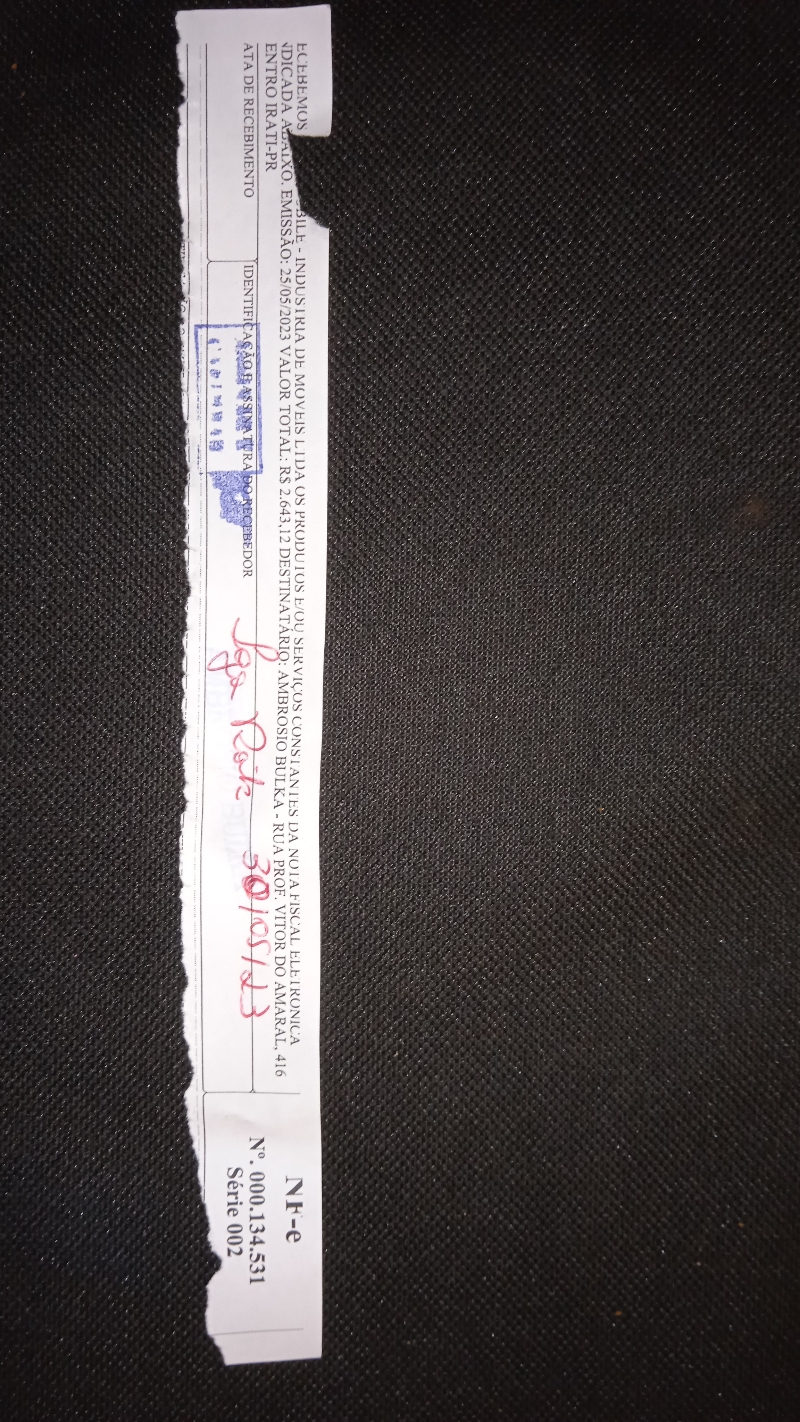 ECEBEMOS BILE - INDUSTRIA DE MOVEIS LTDA OS PRODUTOS E/OU SERVIÇOS CONSTANTES DA NOTA FISCAL ELETRONICA
NDICADA ABAIXO. EMISSÃO: 25/05/2023 VALOR TOTAL: R$ 2.643,12 DESTINATÁRIO: AMBROSIO BULKA - RUA PROF. VITOR DO AMARAL, 416
ENTRO IRATI-PR
ATA DE RECEBIMENTO
IDENTIFICAÇÃO E ASSINATURA DO RECEBEDOR
30/05/23
NF-e
Nº. 000.134.531
Série 002